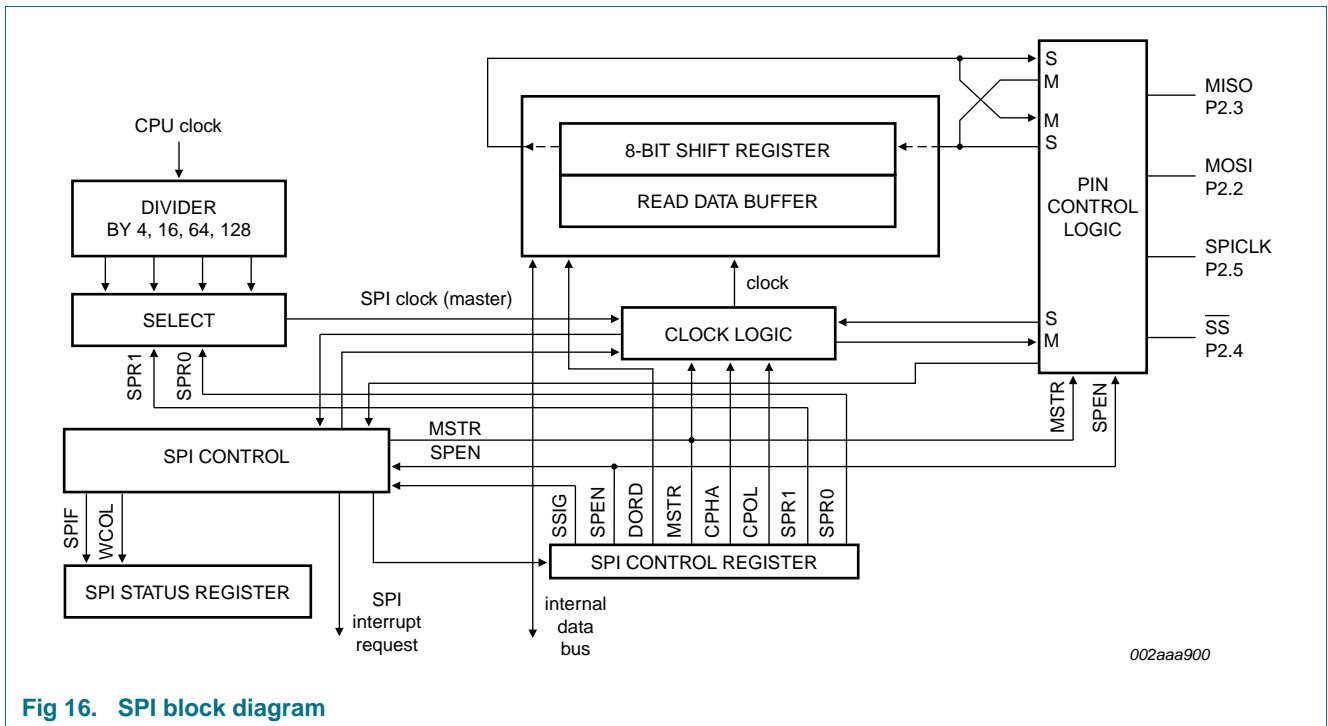 CPU clock
DIVIDER
BY 4, 16, 64, 128
SELECT
SPR1
SPR0
SPI clock (master)
8-BIT SHIFT REGISTER
READ DATA BUFFER
clock
CLOCK LOGIC
S
M
M
S
PIN
CONTROL
LOGIC
S
M
MISO
P2.3
MOSI
P2.2
SPICLK
P2.5
SS
P2.4
MSTR
SPEN
SPI CONTROL
MSTR
SPEN
SPIF
WCOL
SPI STATUS REGISTER
SPI
interrupt
request
SSIG
SPEN
DORD
MSTR
CPHA
CPOL
SPR1
SPR0
SPI CONTROL REGISTER
internal
data
bus
002aaa900
Fig 16. SPI block diagram